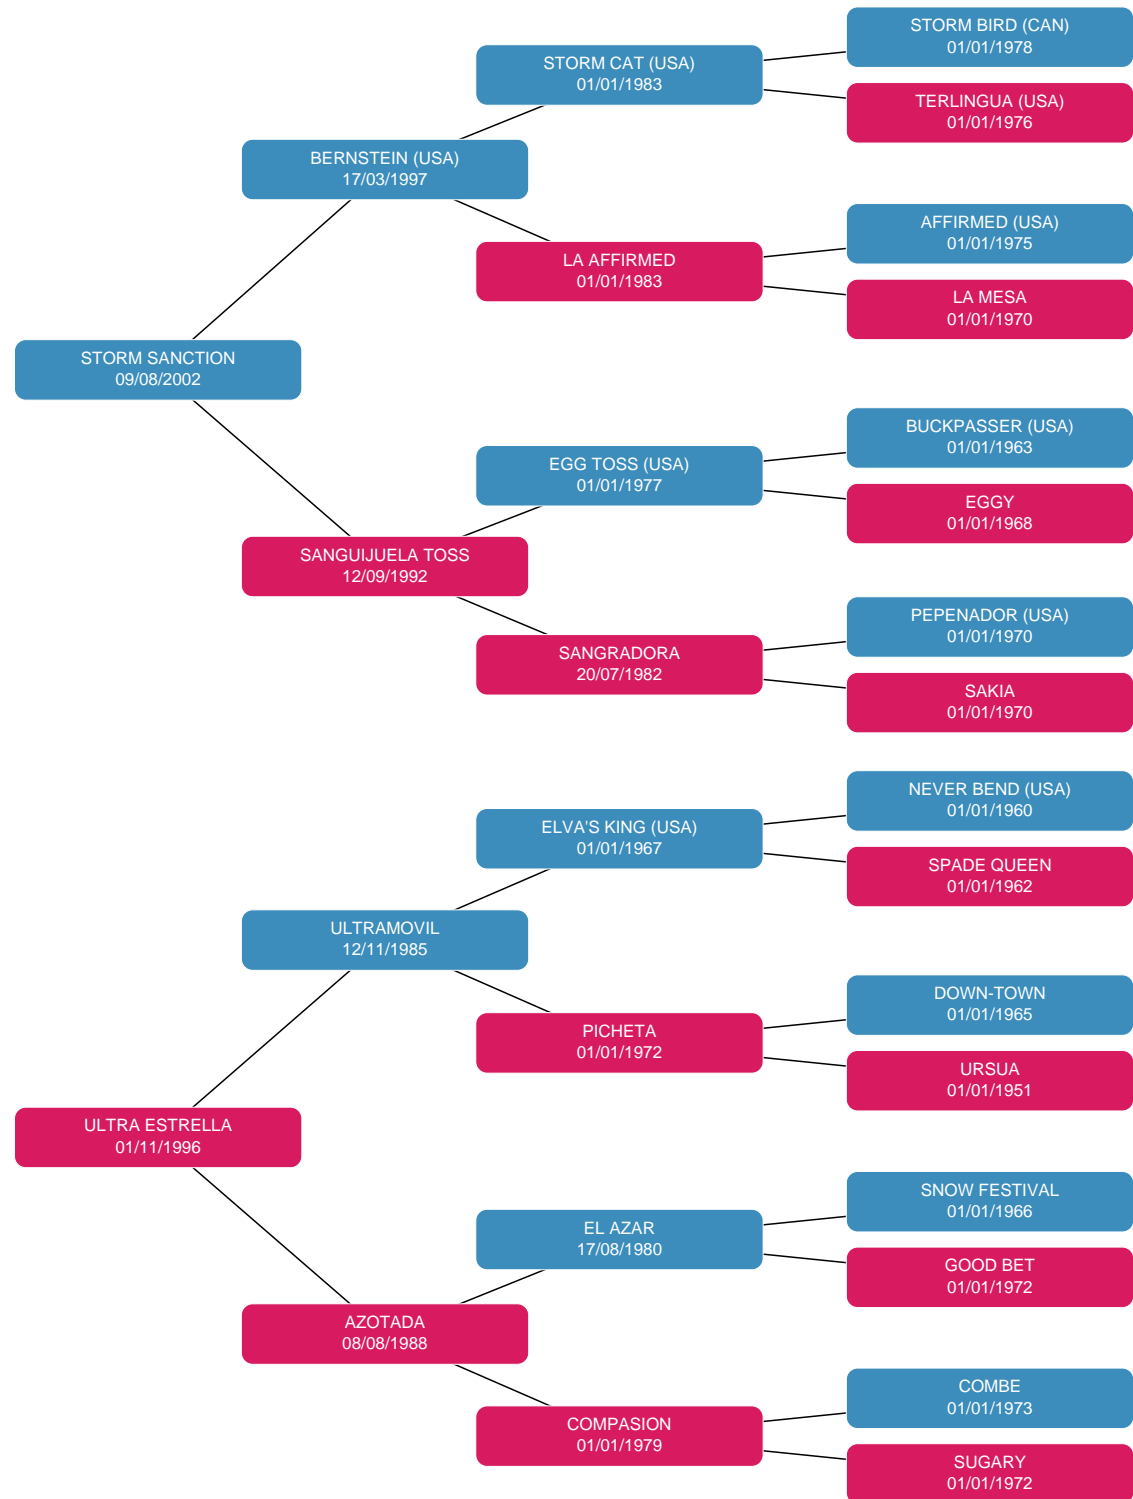 STORM BIRD (CAN)
01/01/1978
STORM CAT (USA)
01/01/1983
TERLINGUA (USA)
01/01/1976
BERNSTEIN (USA)
17/03/1997
AFFIRMED (USA)
01/01/1975
LA AFFIRMED
01/01/1983
LA MESA
01/01/1970
STORM SANCTION
09/08/2002
BUCKPASSER (USA)
01/01/1963
EGG TOSS (USA)
01/01/1977
EGGY
01/01/1968
SANGUIJUELA TOSS
12/09/1992
PEPENADOR (USA)
01/01/1970
SANGRADORA
20/07/1982
SAKIA
01/01/1970
NEVER BEND (USA)
01/01/1960
ELVA'S KING (USA)
01/01/1967
SPADE QUEEN
01/01/1962
ULTRAMOVIL
12/11/1985
DOWN-TOWN
01/01/1965
PICHETA
01/01/1972
URSUA
01/01/1951
ULTRA ESTRELLA
01/11/1996
SNOW FESTIVAL
01/01/1966
EL AZAR
17/08/1980
GOOD BET
01/01/1972
AZOTADA
08/08/1988
COMBE
01/01/1973
COMPASION
01/01/1979
SUGARY
01/01/1972